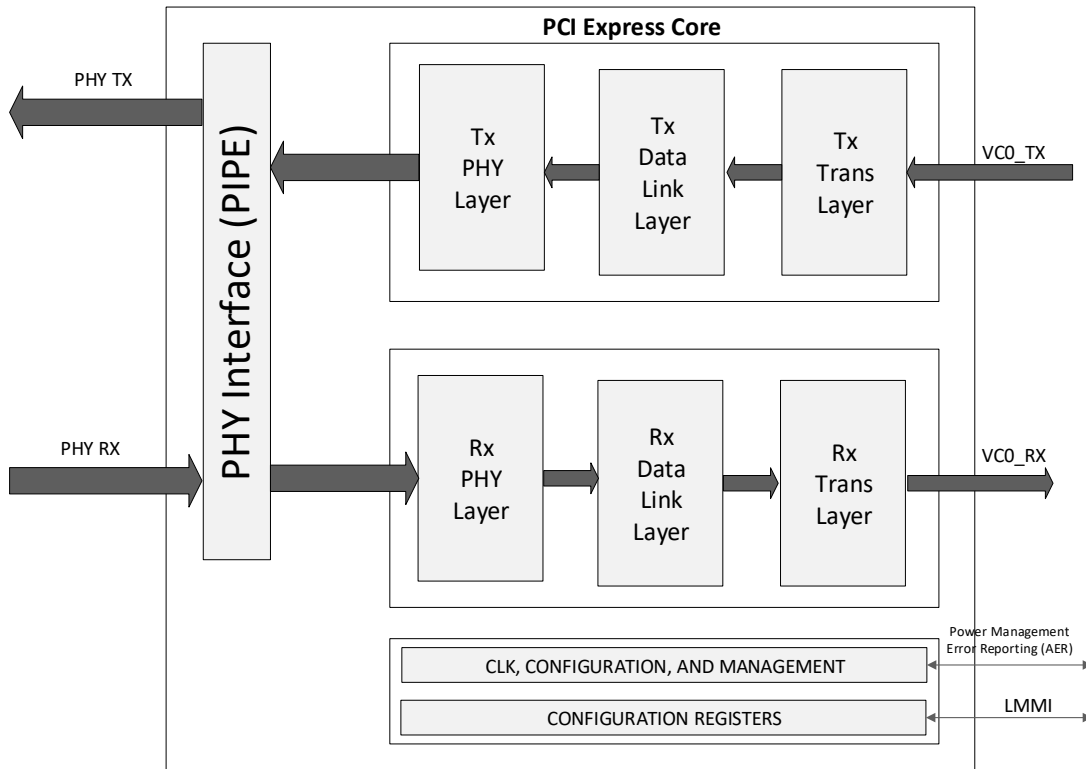 PCI Express Core
PHY TX
PHY Interface (PIPE)
Tx
PHY
Layer
Tx
Data
Link
Layer
Tx
Trans
Layer
VC0_TX
PHY RX
Rx
PHY
Layer
Rx
Data
Link
Layer
Rx
Trans
Layer
VC0_RX
Power Management
Error Reporting (AER)
CLK, CONFIGURATION, AND MANAGEMENT
CONFIGURATION REGISTERS
LMMI